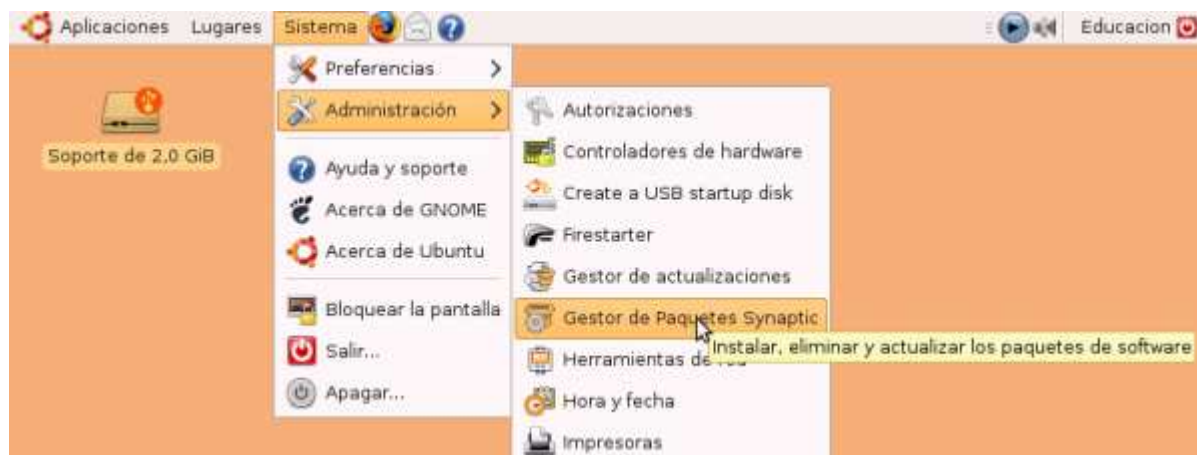 Aplicaciones Lugares Sistema Educacion
Soporte de 2,0 GiB
Preferencias
Administración
Ayuda y soporte
Acerca de GNOME
Acerca de Ubuntu
Bloquear la pantalla
Salir...
Apagar...
Autorizaciones
Controladores de hardware
Create a USB startup disk
Firestarter
Gestor de actualizaciones
Gestor de Paquetes Synaptic
Instalar, eliminar y actualizar los paquetes de software
Herramientas de
Hora y fecha
Impresoras